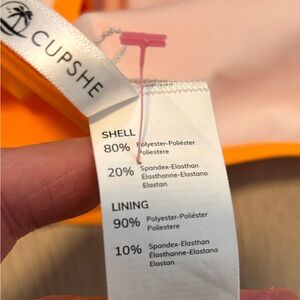 CUPSHE
SHELL
80% Polyester-Poliéster
Poliestere
20% Spandex-Elasthan
Élasthanne-Elastano
Elastan
LINING
90% Polyester-Poliéster
Poliestere
10% Spandex-Elasthan
Élasthanne-Elastano
Elastan